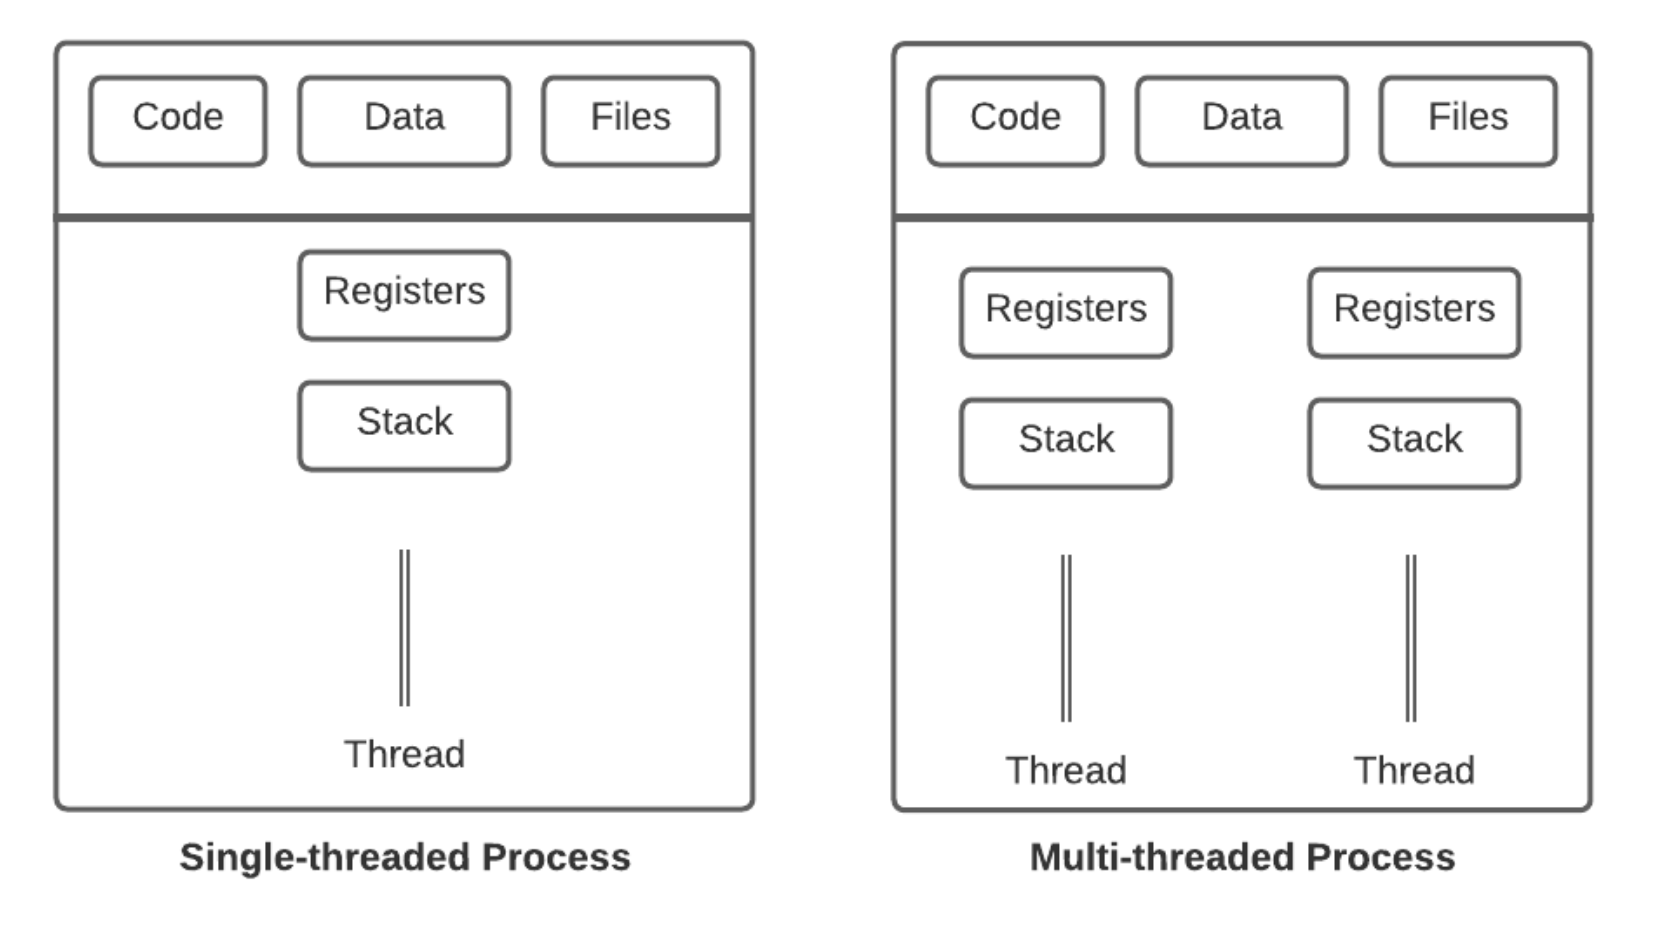 Code
Data
Files
Registers
Stack
Thread
Single-threaded Process
Code
Data
Files
Registers
Registers
Stack
Stack
Thread
Thread
Multi-threaded Process